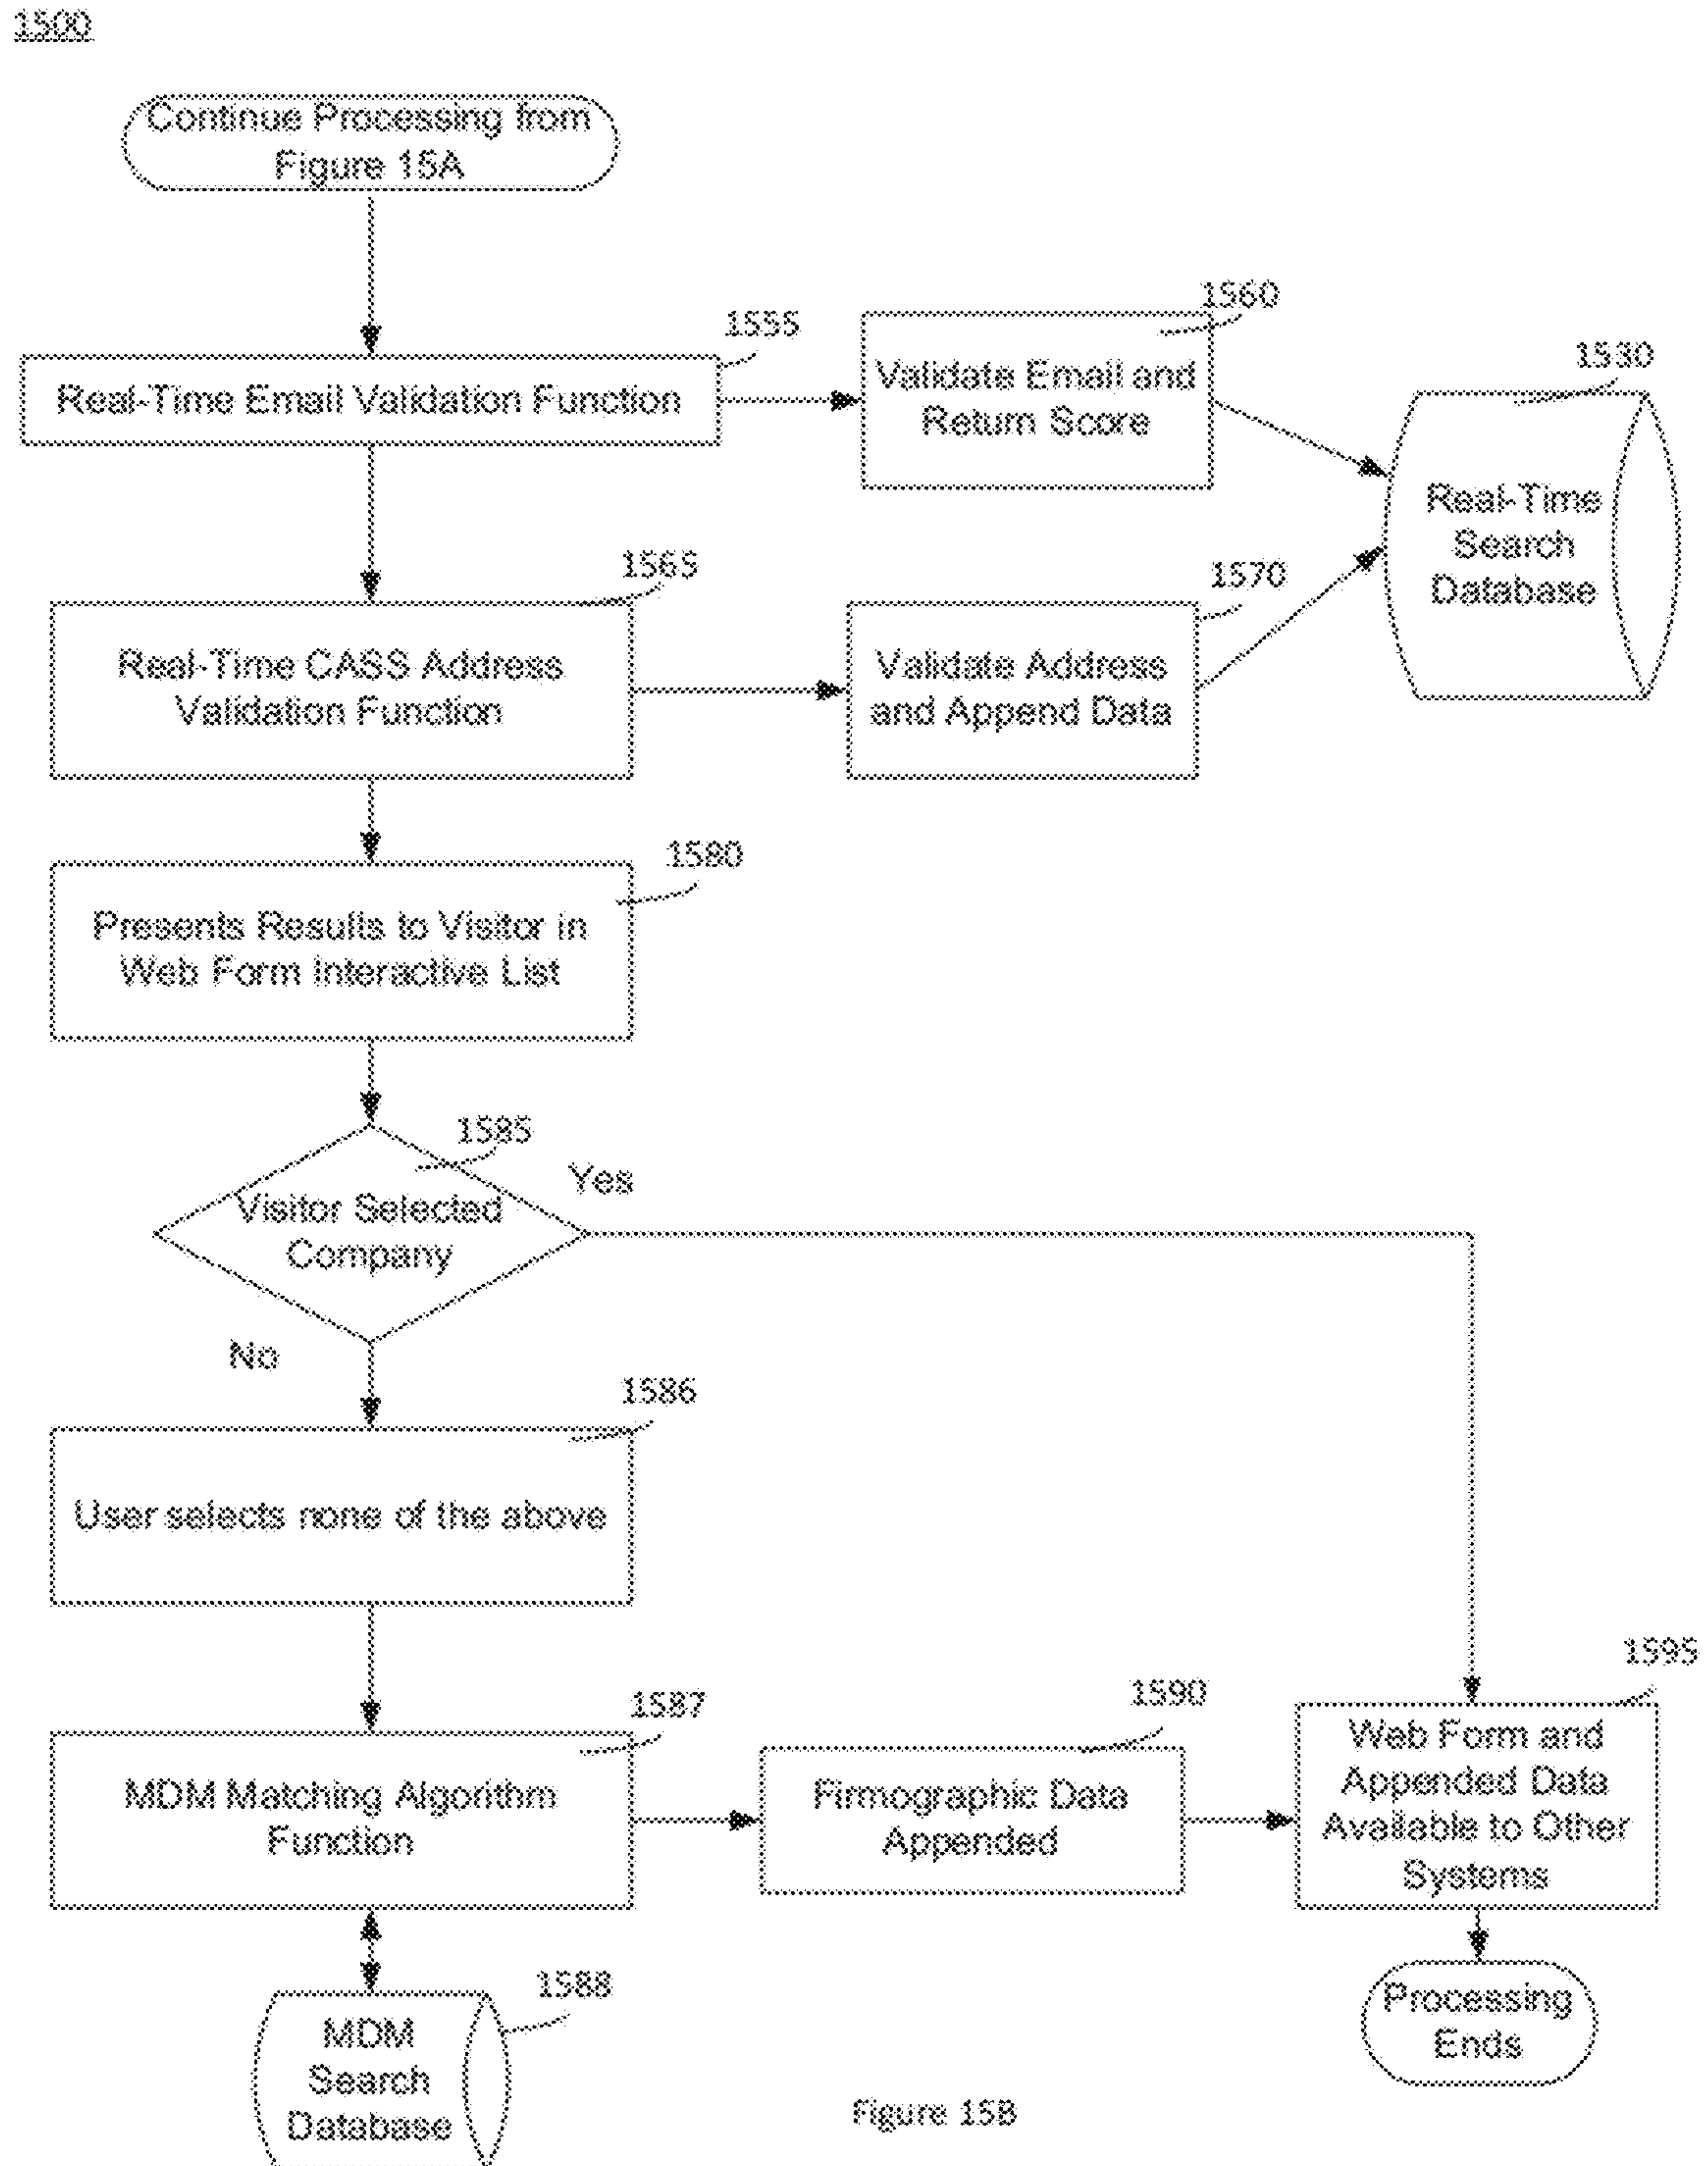 1500
Continue Processing from
Figure 15A
1555
Real-Time Email Validation Function
1560
Validate Email and
Return Score
1530
Real-Time
Search
Database
1565
Real-Time CASS Address
Validation Function
1570
Validate Address
and Append Data
1580
Presents Results to Visitor in
Web Form Interactive List
1585
Visitor Selected
Company
Yes
No
1586
User selects none of the above
1587
MDM Matching Algorithm
Function
1590
Firmographic Data
Appended
1595
Web Form and
Appended Data
Available to Other
Systems
1588
MDM
Search
Database
Processing
Ends
Figure 15B